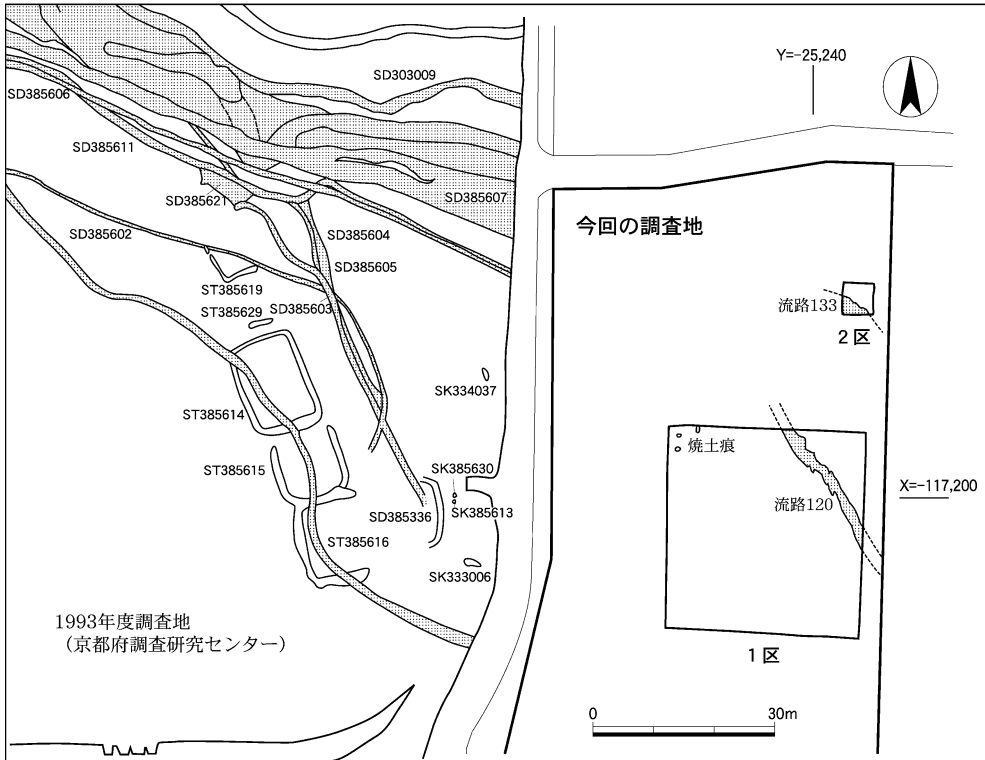 Y=-25,240
SD303009
SD385606
SD385611
SD385621
SD385607
SD385602
SD385604
SD385605
ST385619
ST385629
SD385603
今回の調査地
流路133
2区
SK334037
ST385614
焼土痕
ST385615
SK385630
X=-117,200
SD385336
SK385613
流路120
ST385616
SK333006
1993年度調査地
（京都府調査研究センター）
1区
0
30m